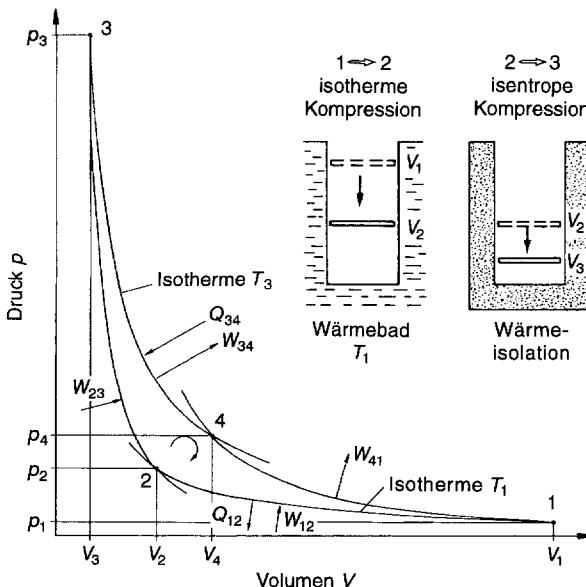 p₃
3
1 ⇒ 2
isotherme
Kompression
2 ⇒ 3
isentrope
Kompression
V₁
V₂
V₂
V₃
Wärmebad
T₁
Wärme-
isolation
Druck p
Isotherme T₃
Q₃₄
W₃₄
W₂₃
p₄
4
W₄₁
p₂
2
Isotherme T₁
1
p₁
Q₁₂
W₁₂
V₃
V₂
V₄
V₁
Volumen V